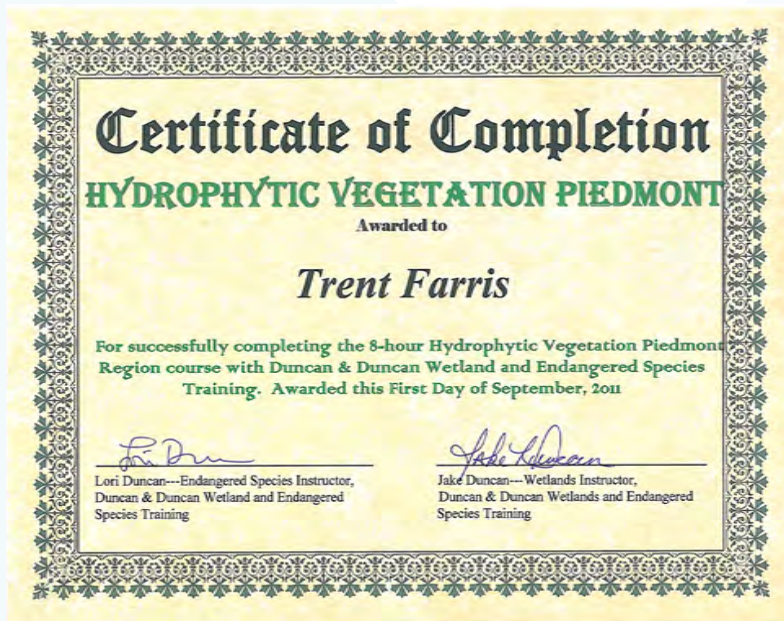 Certificate of Completion
HYDROPHYTIC VEGETATION PIEDMONT
Awarded to
Trent Farris
For successfully completing the 8-hour Hydrophytic Vegetation Piedmont
Region course with Duncan & Duncan Wetland and Endangered Species
Training. Awarded this First Day of September, 2011
Lori Duncan---Endangered Species Instructor,
Duncan & Duncan Wetland and Endangered
Species Training
Jake Duncan---Wetlands Instructor,
Duncan & Duncan Wetlands and Endangered
Species Training